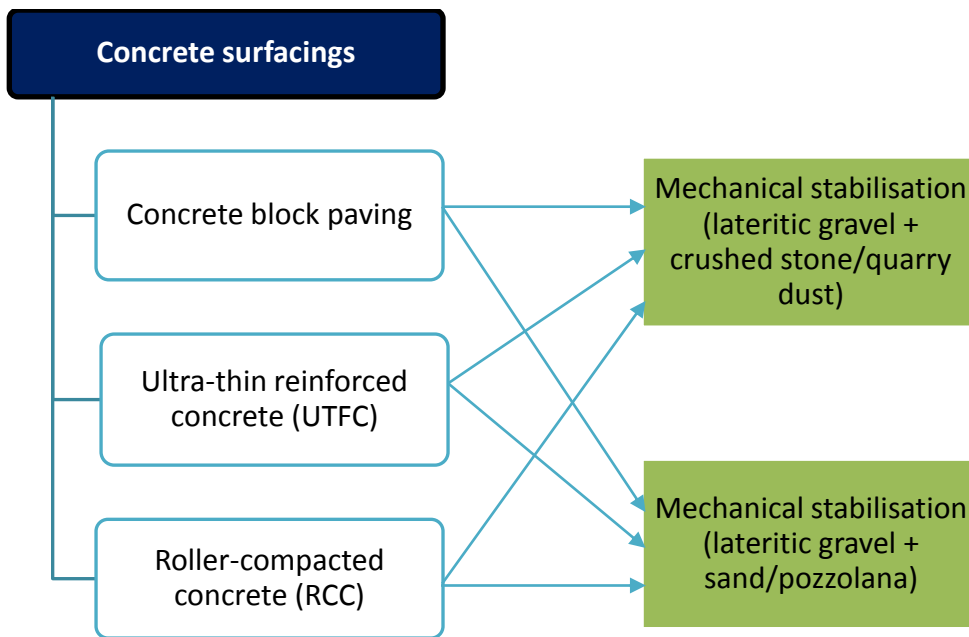 Concrete surfacings
Concrete block paving
Ultra-thin reinforced
concrete (UTFC)
Roller-compacted
concrete (RCC)
Mechanical stabilisation
(lateritic gravel +
crushed stone/quarry
dust)
Mechanical stabilisation
(lateritic gravel +
sand/pozzolana)